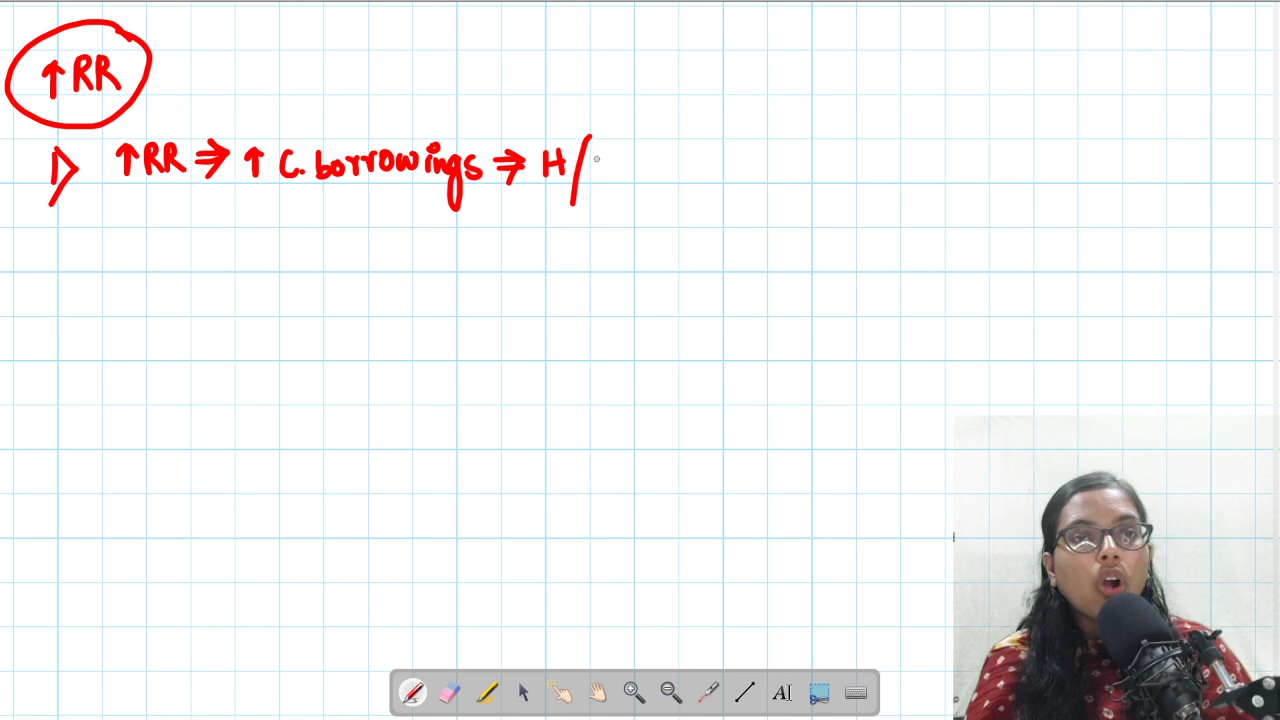 ↑ RR
↑ RR ⇒ ↑ C. borrowings ⇒ H /